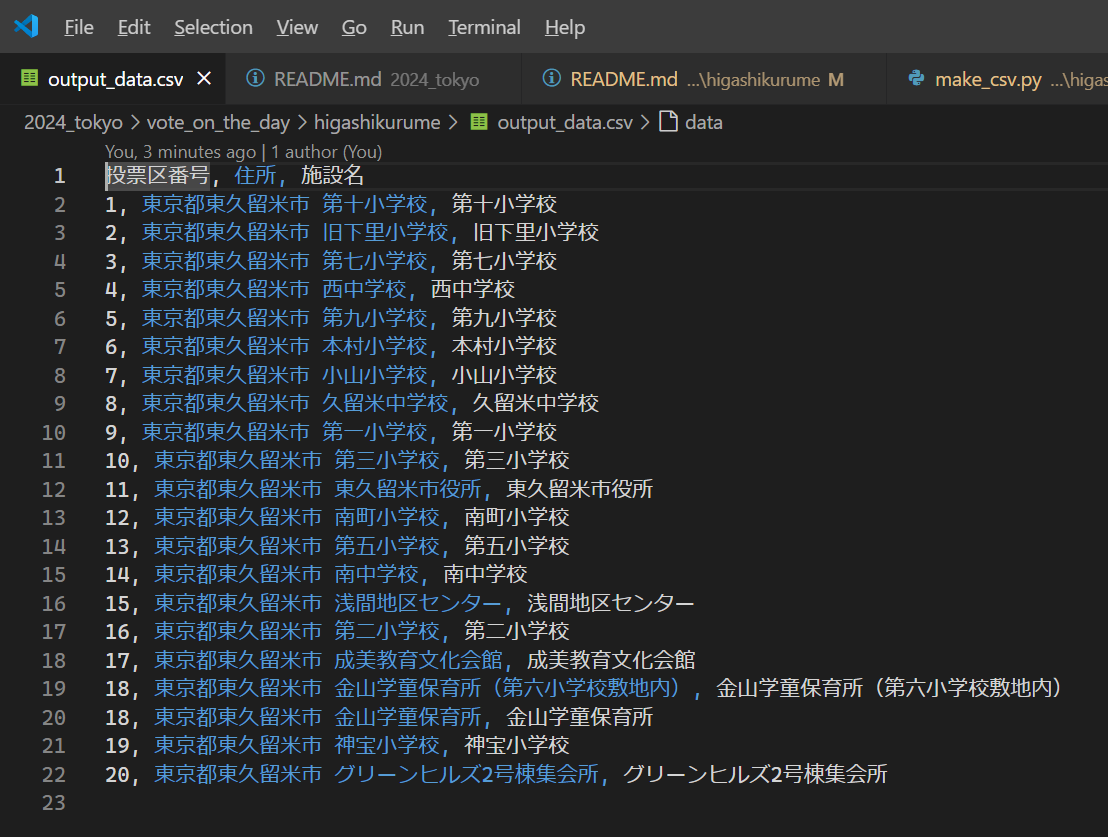 File Edit Selection View Go Run Terminal Help
output_data.csv × README.md 2024_tokyo README.md ...\higashikurume M make_csv.py ...\higas
2024_tokyo > vote_on_the_day > higashikurume > output_data.csv > data
You, 3 minutes ago | 1 author (You)
1 投票区番号, 住所, 施設名
2 1, 東京都東久留米市 第十小学校, 第十小学校
3 2, 東京都東久留米市 旧下里小学校, 旧下里小学校
4 3, 東京都東久留米市 第七小学校, 第七小学校
5 4, 東京都東久留米市 西中学校, 西中学校
6 5, 東京都東久留米市 第九小学校, 第九小学校
7 6, 東京都東久留米市 本村小学校, 本村小学校
8 7, 東京都東久留米市 小山小学校, 小山小学校
9 8, 東京都東久留米市 久留米中学校, 久留米中学校
10 9, 東京都東久留米市 第一小学校, 第一小学校
11 10, 東京都東久留米市 第三小学校, 第三小学校
12 11, 東京都東久留米市 東久留米市役所, 東久留米市役所
13 12, 東京都東久留米市 南町小学校, 南町小学校
14 13, 東京都東久留米市 第五小学校, 第五小学校
15 14, 東京都東久留米市 南中学校, 南中学校
16 15, 東京都東久留米市 浅間地区センター, 浅間地区センター
17 16, 東京都東久留米市 第二小学校, 第二小学校
18 17, 東京都東久留米市 成美教育文化会館, 成美教育文化会館
19 18, 東京都東久留米市 金山学童保育所（第六小学校敷地内）, 金山学童保育所（第六小学校敷地内）
20 18, 東京都東久留米市 金山学童保育所, 金山学童保育所
21 19, 東京都東久留米市 神宝小学校, 神宝小学校
22 20, 東京都東久留米市 グリーンヒルズ2号棟集会所, グリーンヒルズ2号棟集会所
23